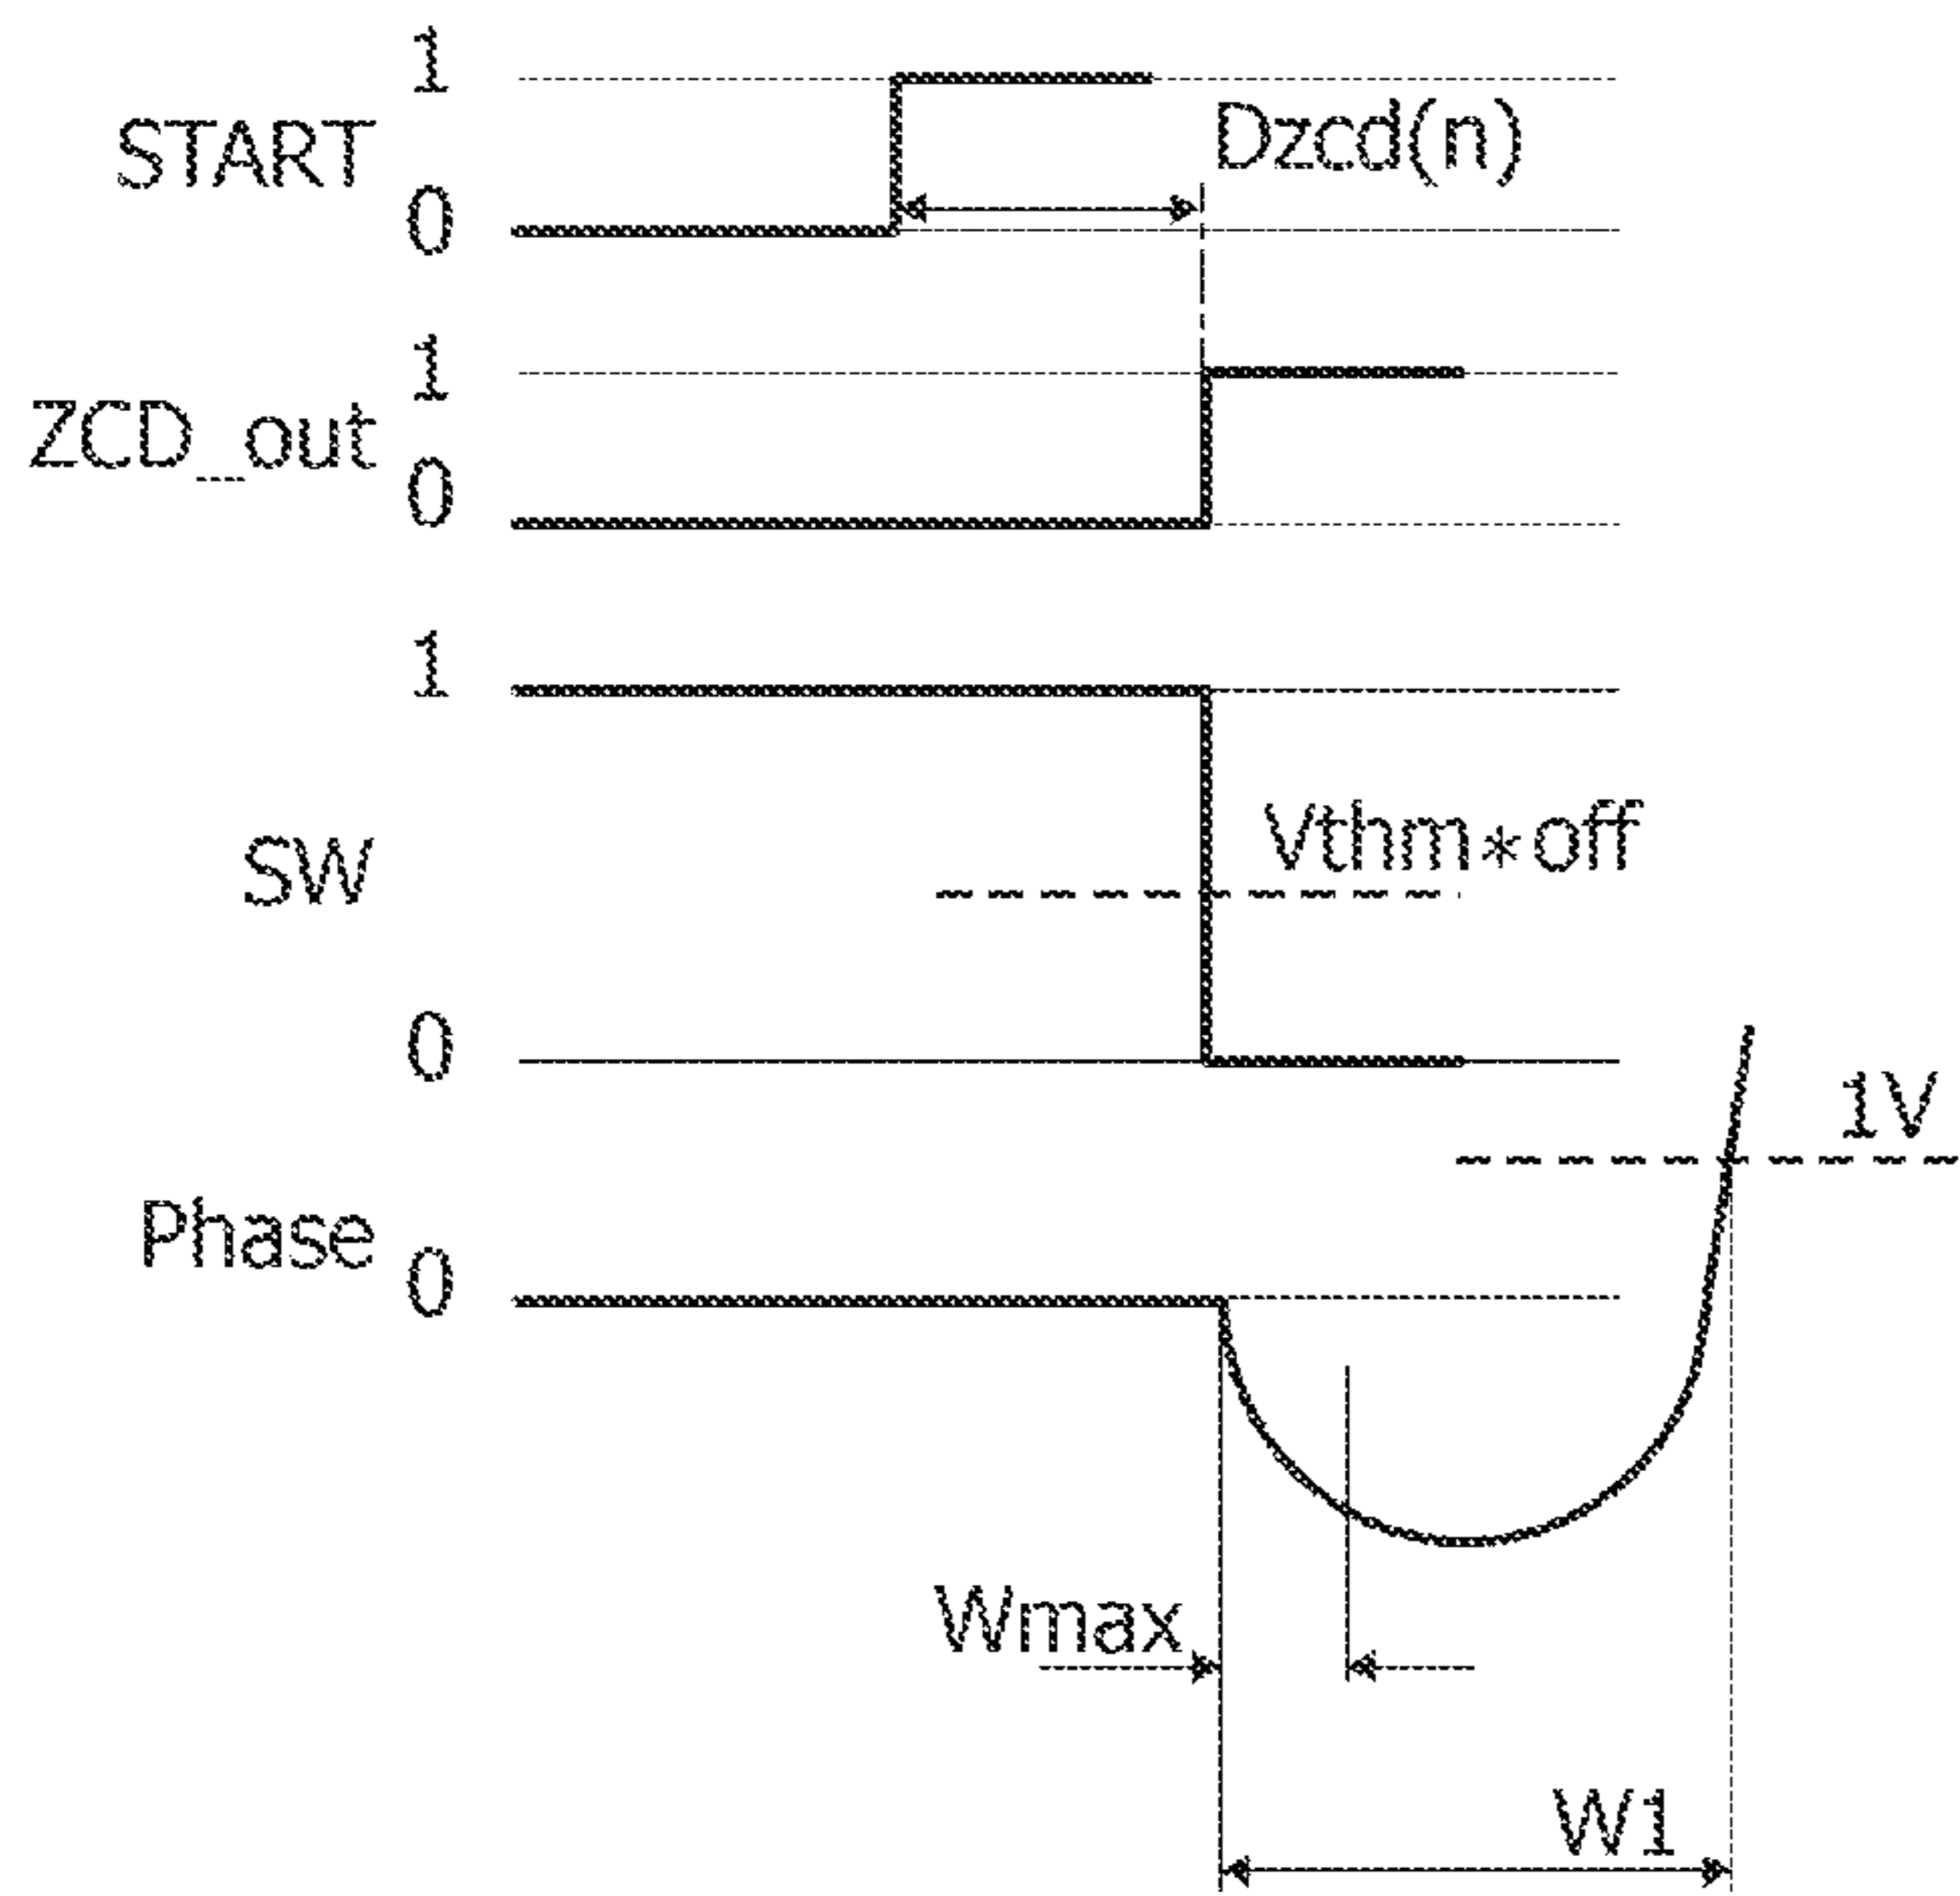 1
START
0
Dzcd(n)
1
ZCD_out
0
1
SW
Vthm*off
0
1V
Phase
0
Wmax
W1